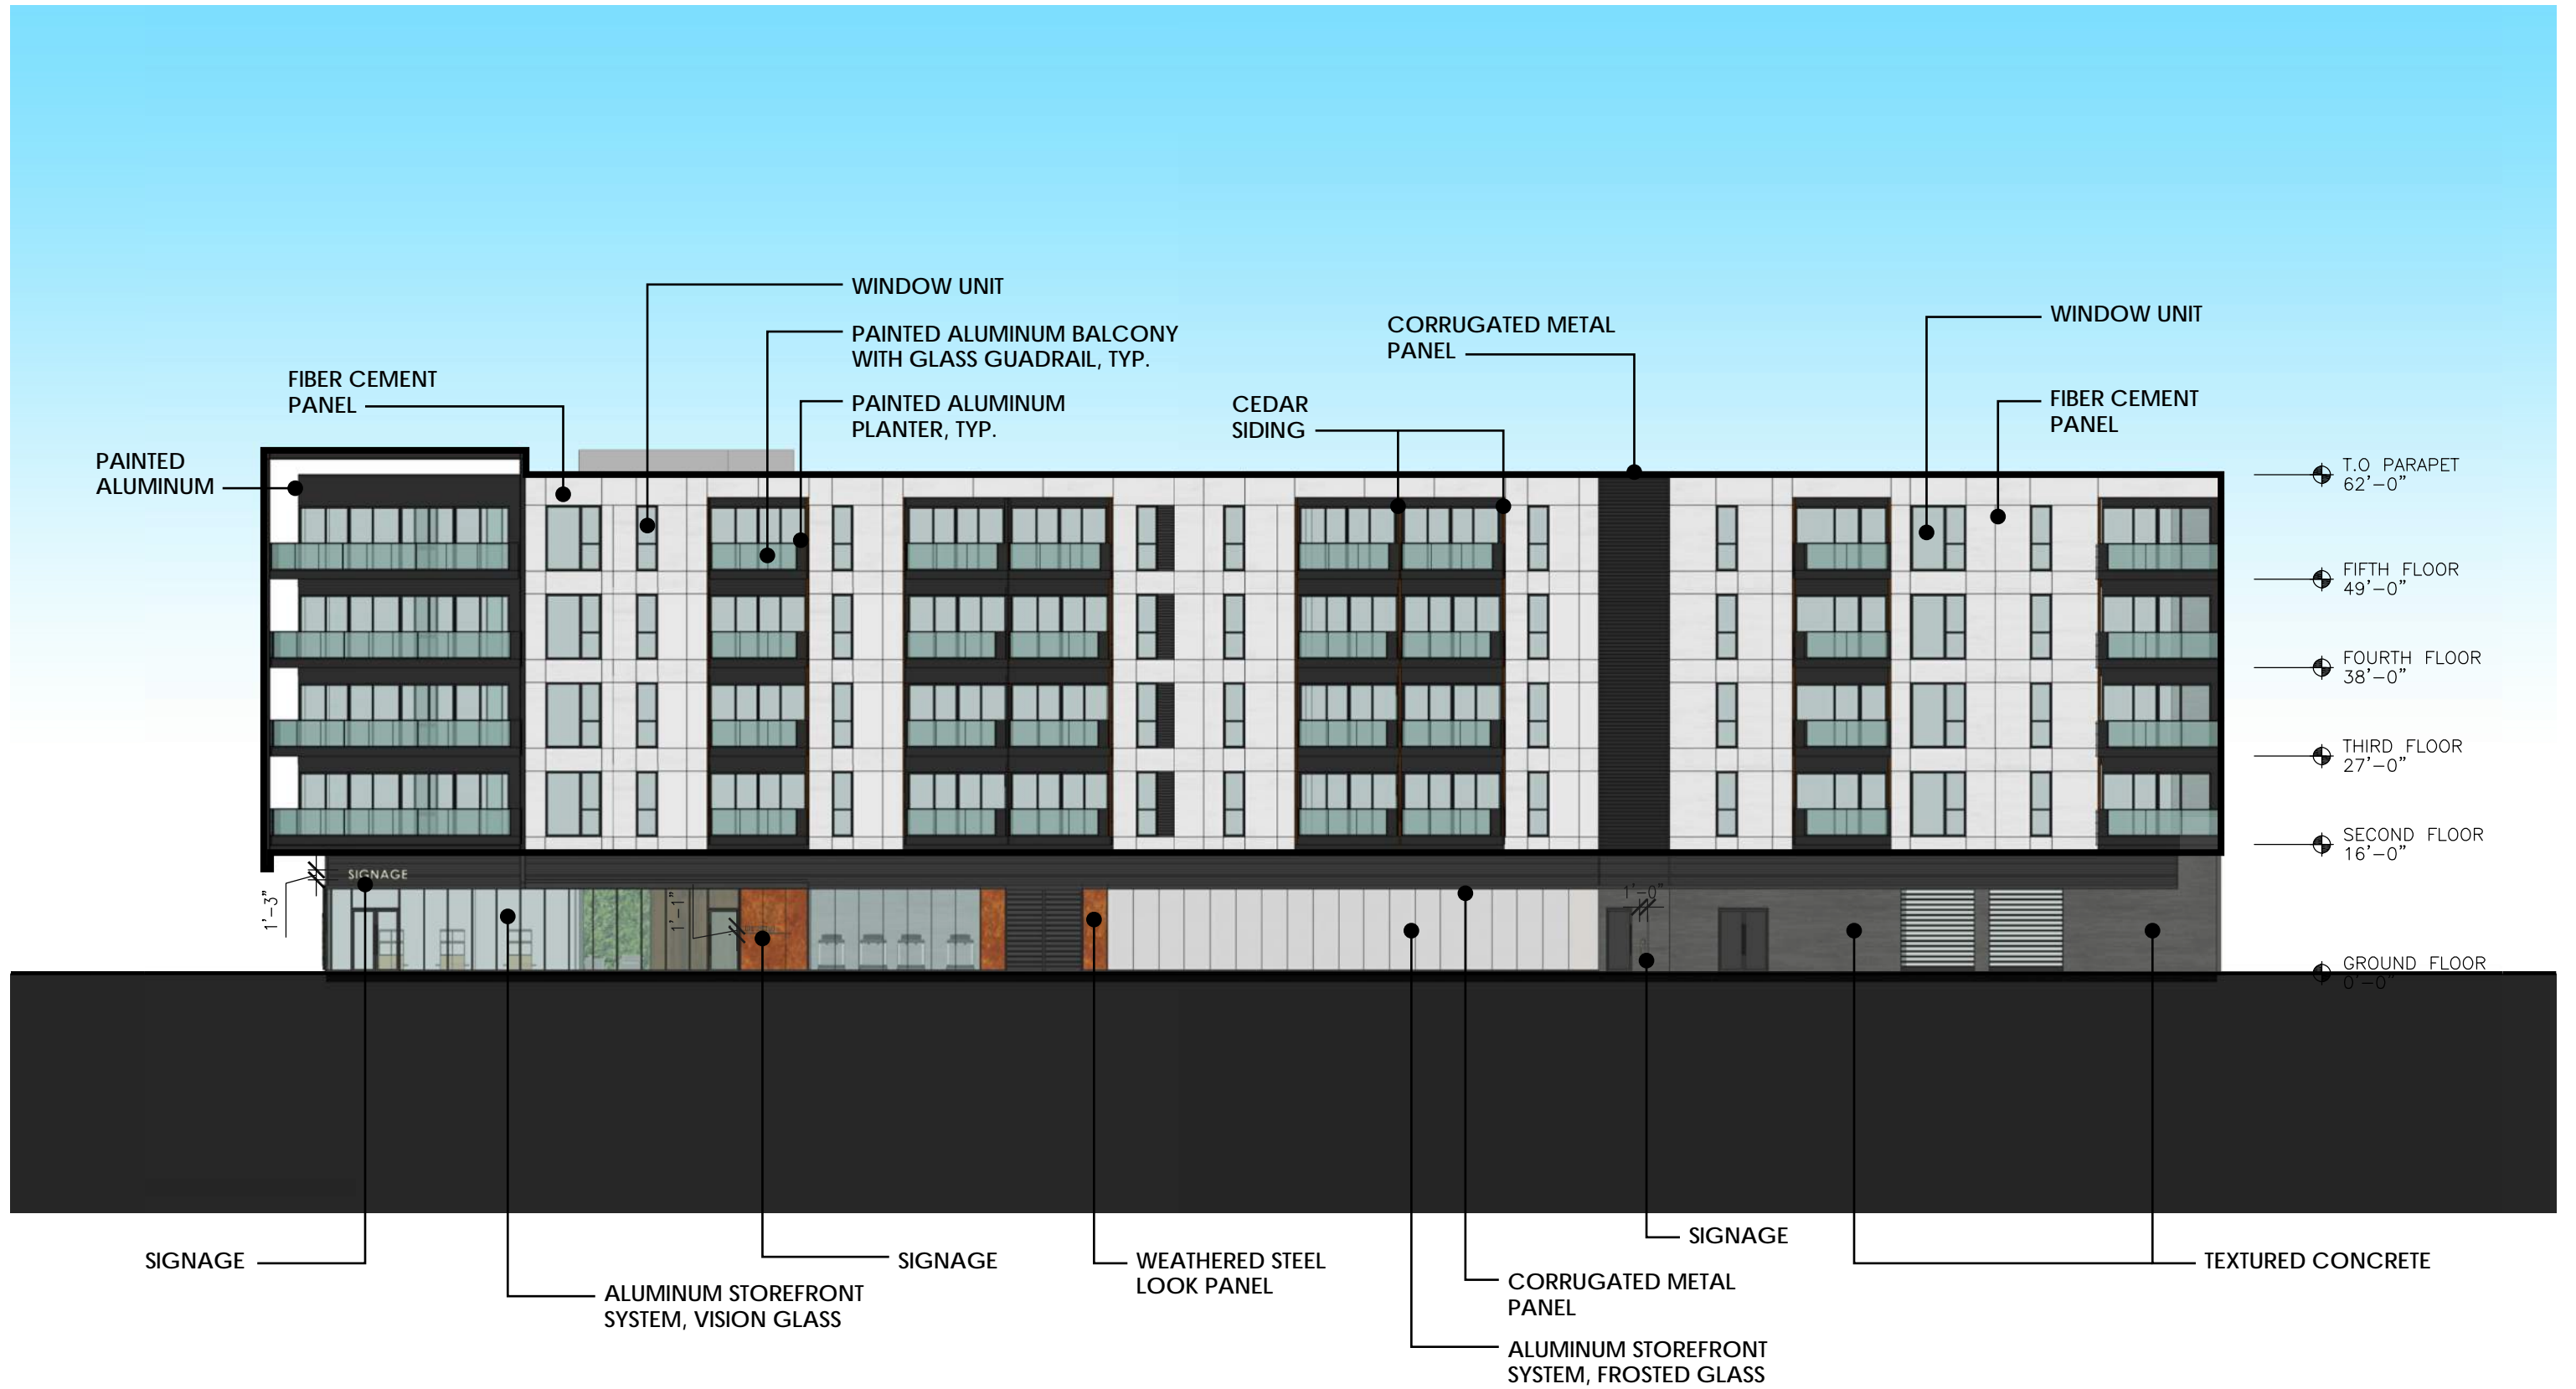 WINDOW UNIT
PAINTED ALUMINUM BALCONY
WITH GLASS GUADRAIL, TYP.
PAINTED ALUMINUM
PLANTER, TYP.
FIBER CEMENT
PANEL
PAINTED
ALUMINUM
CORRUGATED METAL
PANEL
CEDAR
SIDING
WINDOW UNIT
FIBER CEMENT
PANEL
T.O PARAPET
62'-0"
FIFTH FLOOR
49'-0"
FOURTH FLOOR
38'-0"
THIRD FLOOR
27'-0"
SECOND FLOOR
16'-0"
GROUND FLOOR
0'-0"
SIGNAGE
1'-3"
1'-1"
1'-0"
SIGNAGE
ALUMINUM STOREFRONT
SYSTEM, VISION GLASS
SIGNAGE
WEATHERED STEEL
LOOK PANEL
SIGNAGE
CORRUGATED METAL
PANEL
ALUMINUM STOREFRONT
SYSTEM, FROSTED GLASS
TEXTURED CONCRETE